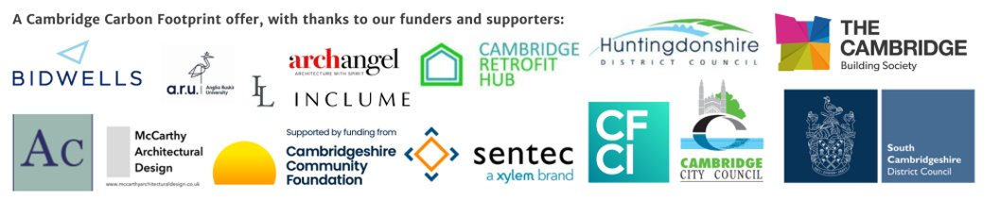 A Cambridge Carbon Footprint offer, with thanks to our funders and supporters:
BIDWELLS
a.r.u.
Anglia Ruskin
University
archangel
ARCHITECTURE WITH SPIRIT
IL INCLUME
CAMBRIDGE
RETROFIT
HUB
Huntingdonshire
DISTRICT COUNCIL
THE
CAMBRIDGE
Building Society
Ac
McCarthy
Architectural
Design
www.mccarthyarchitecturaldesign.co.uk
Supported by funding from
Cambridgeshire
Community
Foundation
sentec
a xylem brand
CF
CI
CAMBRIDGE
CITY COUNCIL
South
Cambridgeshire
District Council